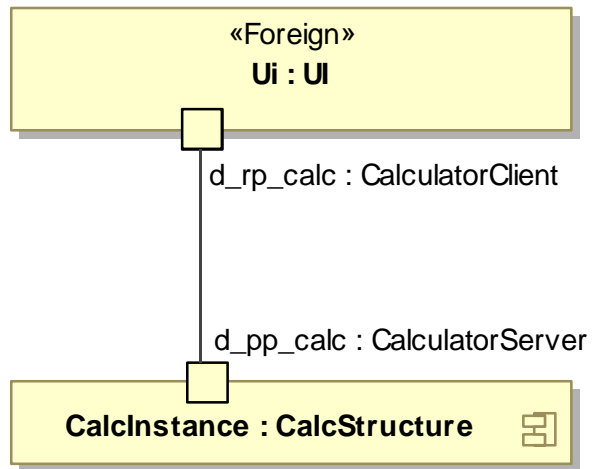 «Foreign»
Ui : UI
d_rp_calc : CalculatorClient
d_pp_calc : CalculatorServer
CalcInstance : CalcStructure